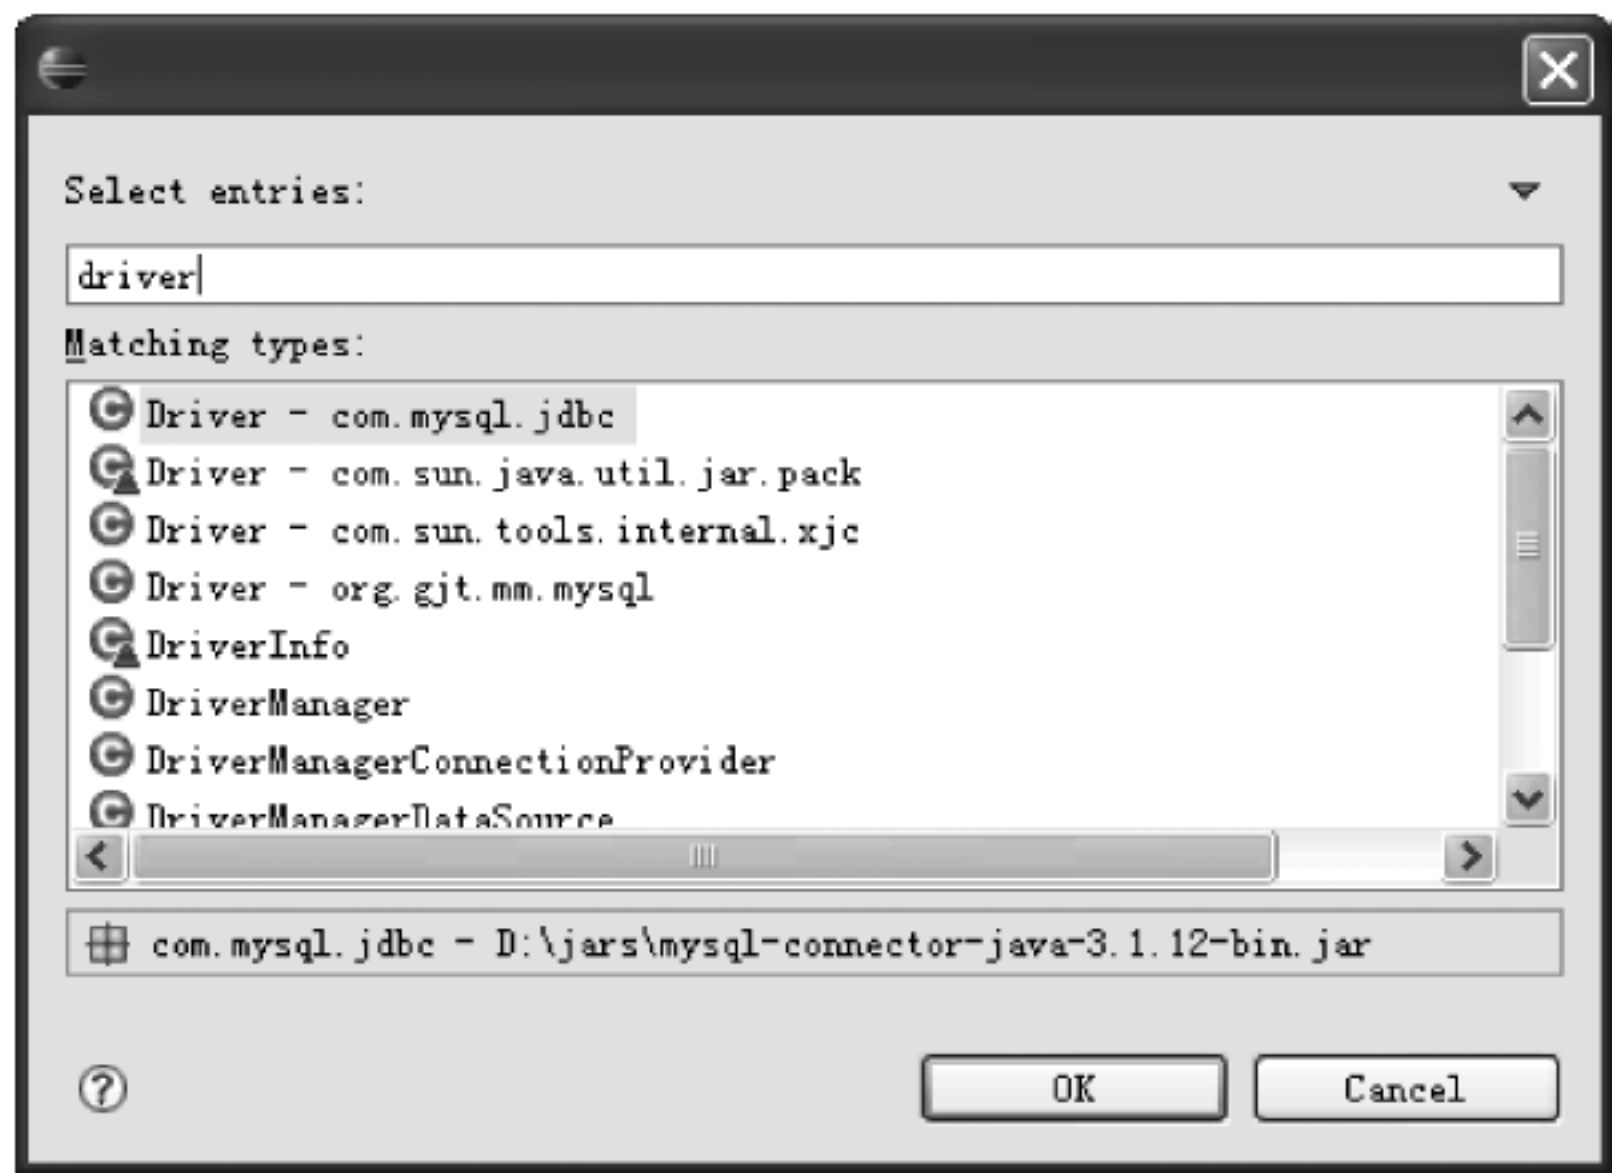 Select entries:
driver
Matching types:
Driver - com.mysql.jdbc
Driver - com.sun.java.util.jar.pack
Driver - com.sun.tools.internal.xjc
Driver - org.gjt.mm.mysql
DriverInfo
DriverManager
DriverManagerConnectionProvider
DriverManagerDataSource
com.mysql.jdbc - D:\jars\mysql-connector-java-3.1.12-bin.jar
OK
Cancel